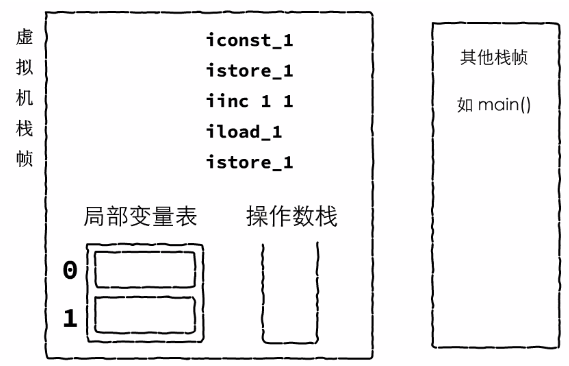 虚拟机栈帧
iconst_1
istore_1
iinc 1 1
iload_1
istore_1
局部变量表
操作数栈
0
1
其他栈帧
如 main()